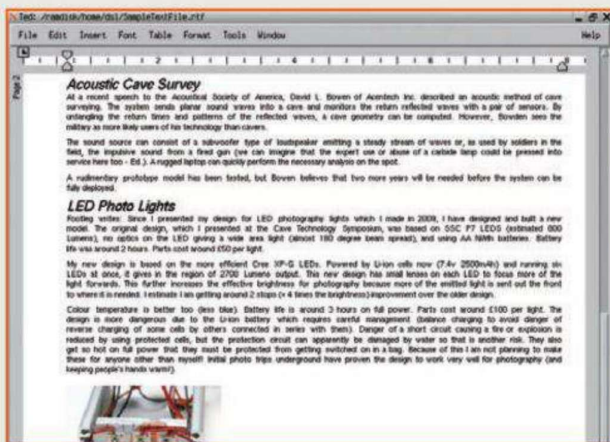 Ted: /ramdisk/home/dsl/SampleTextFile.rtf
File Edit Insert Font Table Format Tools Window Help
2 4 6 8
Page 2
Acoustic Cave Survey
At a recent speech to the Acoustical Society of America, David L. Bowen of Acentech Inc. described an acoustic method of cave
surveying. The system sends planar sound waves into a cave and monitors the return reflected waves with a pair of sensors. By
untangling the return times and patterns of the reflected waves, a cave geometry can be computed. However, Bowden sees the
military as more likely users of his technology than cavers.
The sound source can consist of a subwoofer type of loudspeaker emitting a steady stream of waves or, as used by soldiers in the
field, the impulsive sound from a fired gun (we can imagine that the expert use or abuse of a carbide lamp could be pressed into
service here too - Ed.). A rugged laptop can quickly perform the necessary analysis on the spot.
A rudimentary prototype model has been tested, but Bowen believes that two more years will be needed before the system can be
fully deployed.
LED Photo Lights
Footleg writes: Since I presented my design for LED photography lights which I made in 2008, I have designed and built a new
model. The original design, which I presented at the Cave Technology Symposium, was based on SSC P7 LEDS (estimated 800
Lumens), no optics on the LED giving a wide area light (almost 180 degree beam spread), and using AA NiMh batteries. Battery
life was around 2 hours. Parts cost around £50 per light.
My new design is based on the more efficient Cree XP-G LEDs. Powered by Li-on cells now (7.4v 2500mAh) and running six
LEDs at once, it gives in the region of 2700 Lumens output. This new design has small lenses on each LED to focus more of the
light forwards. This further increases the effective brightness for photography because more of the emitted light is sent out the front
to where it is needed. I estimate I am getting around 2 stops (× 4 times the brightness) improvement over the older design.
Colour temperature is better too (less blue). Battery life is around 3 hours on full power. Parts cost around £100 per light. The
design is more dangerous due to the Li-on battery which requires careful management (balance charging to avoid danger of
reverse charging of some cells by others connected in series with them). Danger of a short circuit causing a fire or explosion is
reduced by using protected cells, but the protection circuit can apparently be damaged by water so that is another risk. They also
get so hot on full power that they must be protected from getting switched on in a bag. Because of this I am not planning to make
these for anyone other than myself! Initial photo trips underground have proven the design to work very well for photography (and
keeping people's hands warm!).